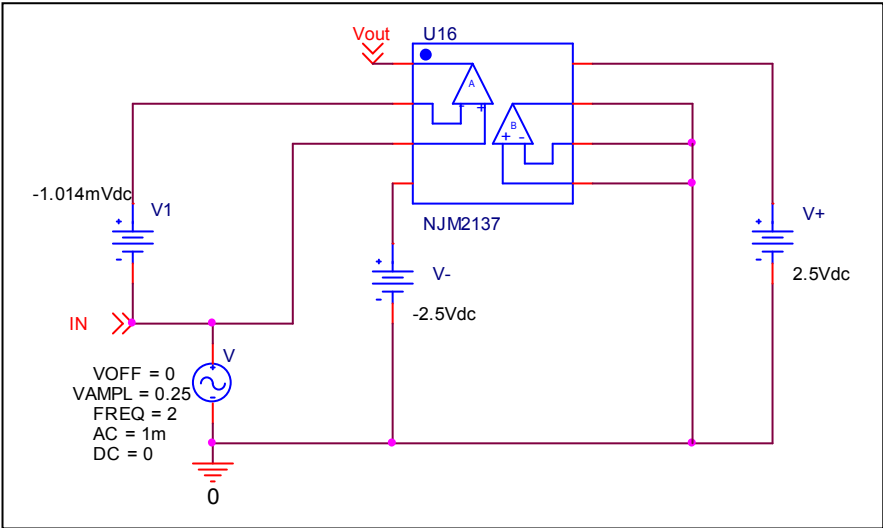 Vout U16
A
- +
B
+ -
-1.014mVdc
+ V1
-
NJM2137
+ V-
-
-2.5Vdc
+ V+
-
2.5Vdc
IN
V
+
-
VOFF = 0
VAMPL = 0.25
FREQ = 2
AC = 1m
DC = 0
0